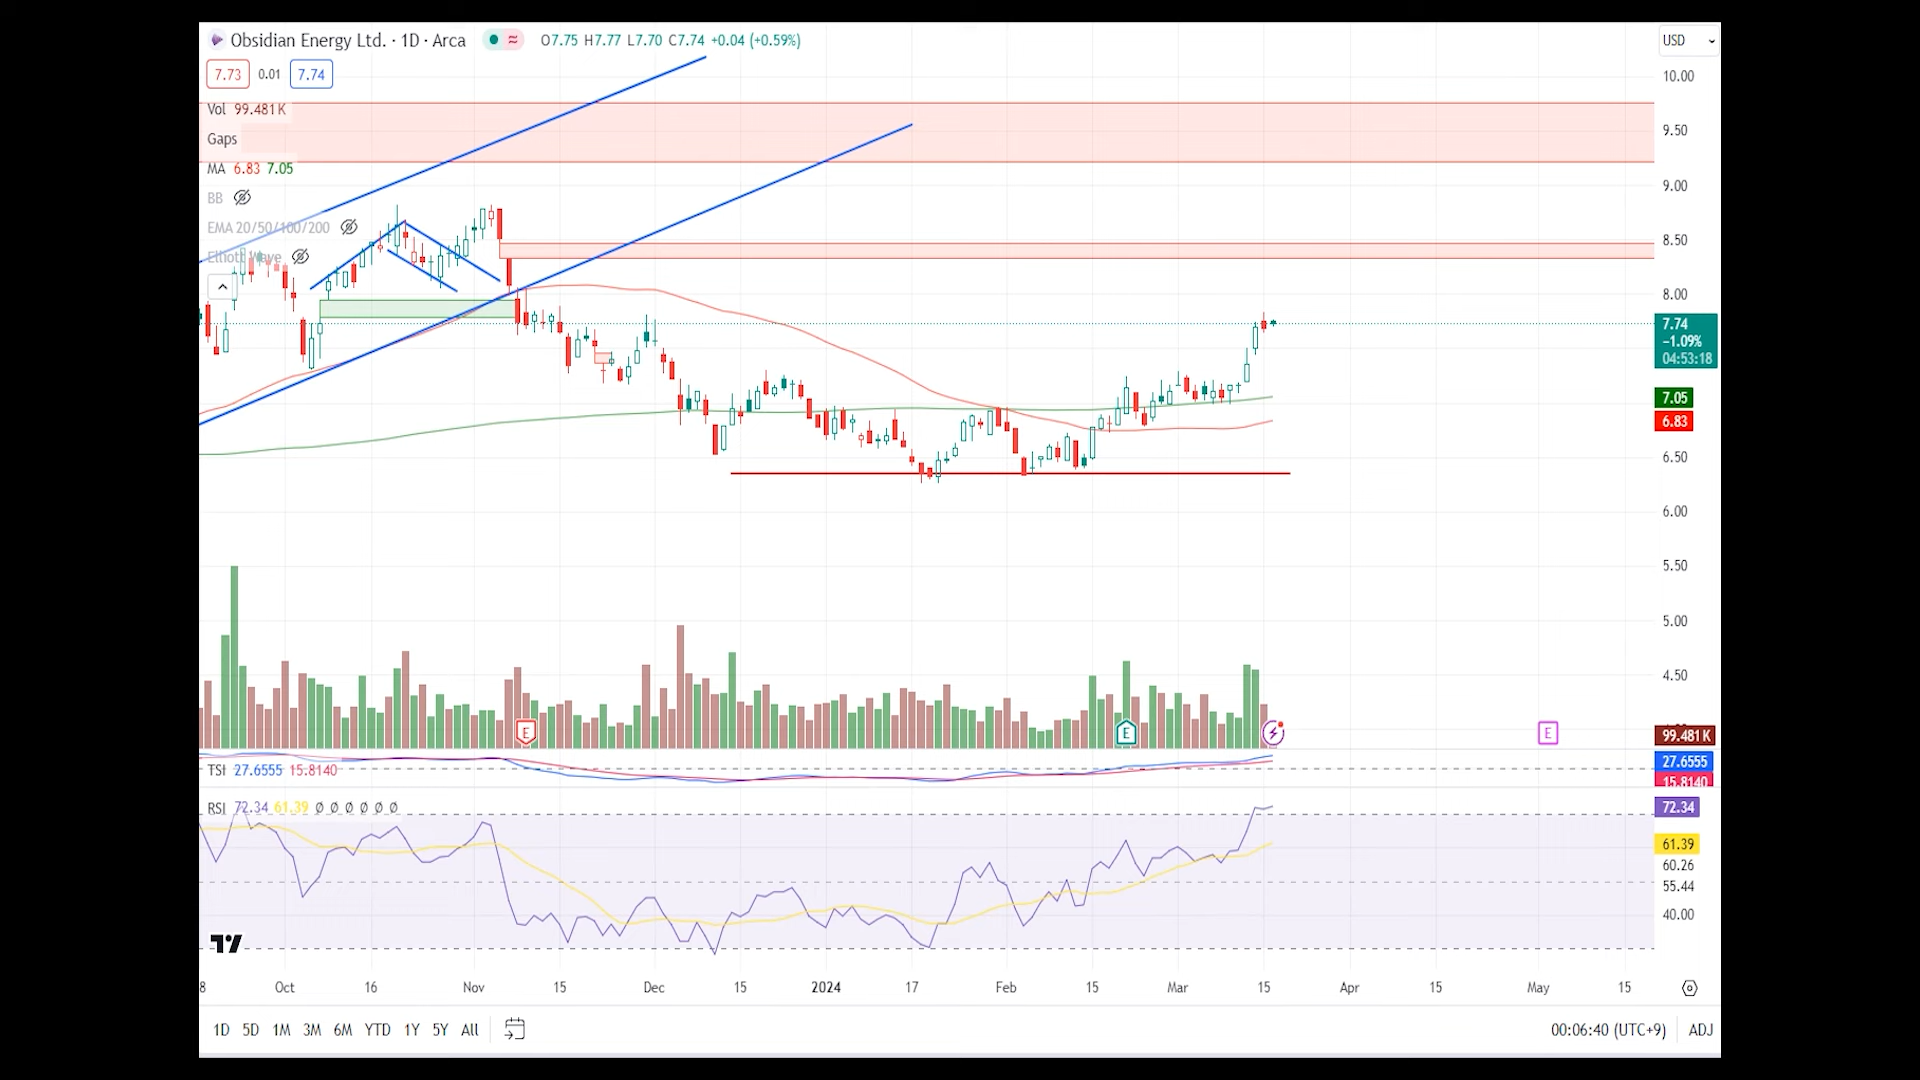 Obsidian Energy Ltd. · 1D · Arca O7.75 H7.77 L7.70 C7.74 +0.04 (+0.59%)
USD
7.73 0.01 7.74
10.00
Vol 99.481K
9.50
Gaps
MA 6.83 7.05
9.00
BB
EMA 20/50/100/200
8.50
Elliott Wave
8.00
7.74
−1.09%
04:53:18
7.05
6.83
6.50
6.00
5.50
5.00
4.50
E E E
99.481K
TSI 27.6555 15.8140
27.6555
15.8140
RSI 72.34 61.39 ∅ ∅ ∅ ∅ ∅ ∅
72.34
61.39
60.26
55.44
40.00
8 Oct 16 Nov 15 Dec 15 2024 17 Feb 15 Mar 15 Apr 15 May 15
1D 5D 1M 3M 6M YTD 1Y 5Y All 00:06:40 (UTC+9) ADJ